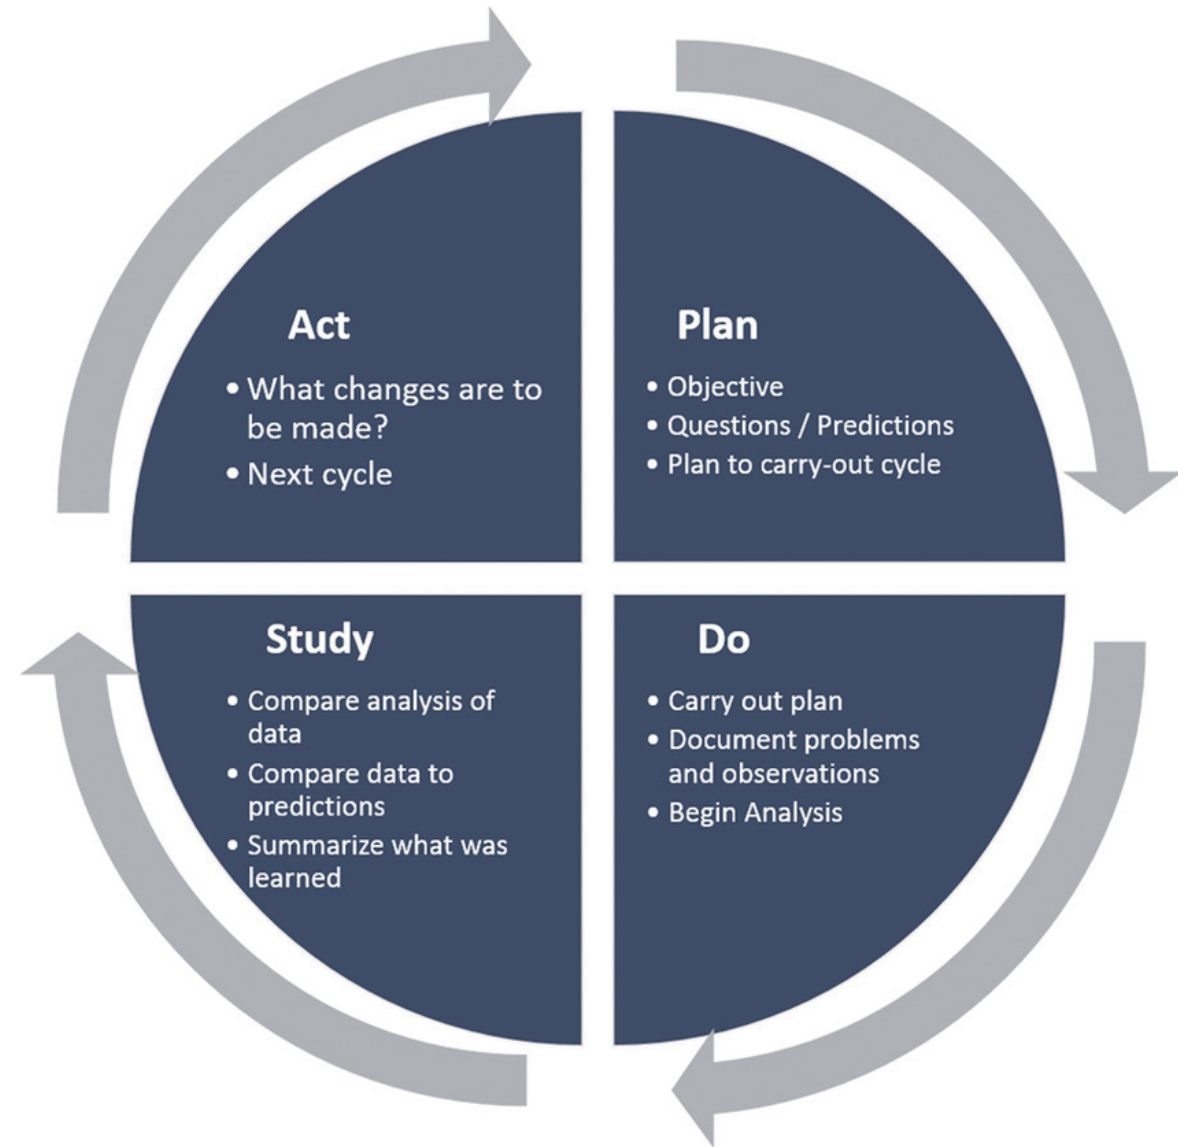 Act
• What changes are to
be made?
• Next cycle
Plan
• Objective
• Questions / Predictions
• Plan to carry-out cycle
Study
• Compare analysis of
data
• Compare data to
predictions
• Summarize what was
learned
Do
• Carry out plan
• Document problems
and observations
• Begin Analysis